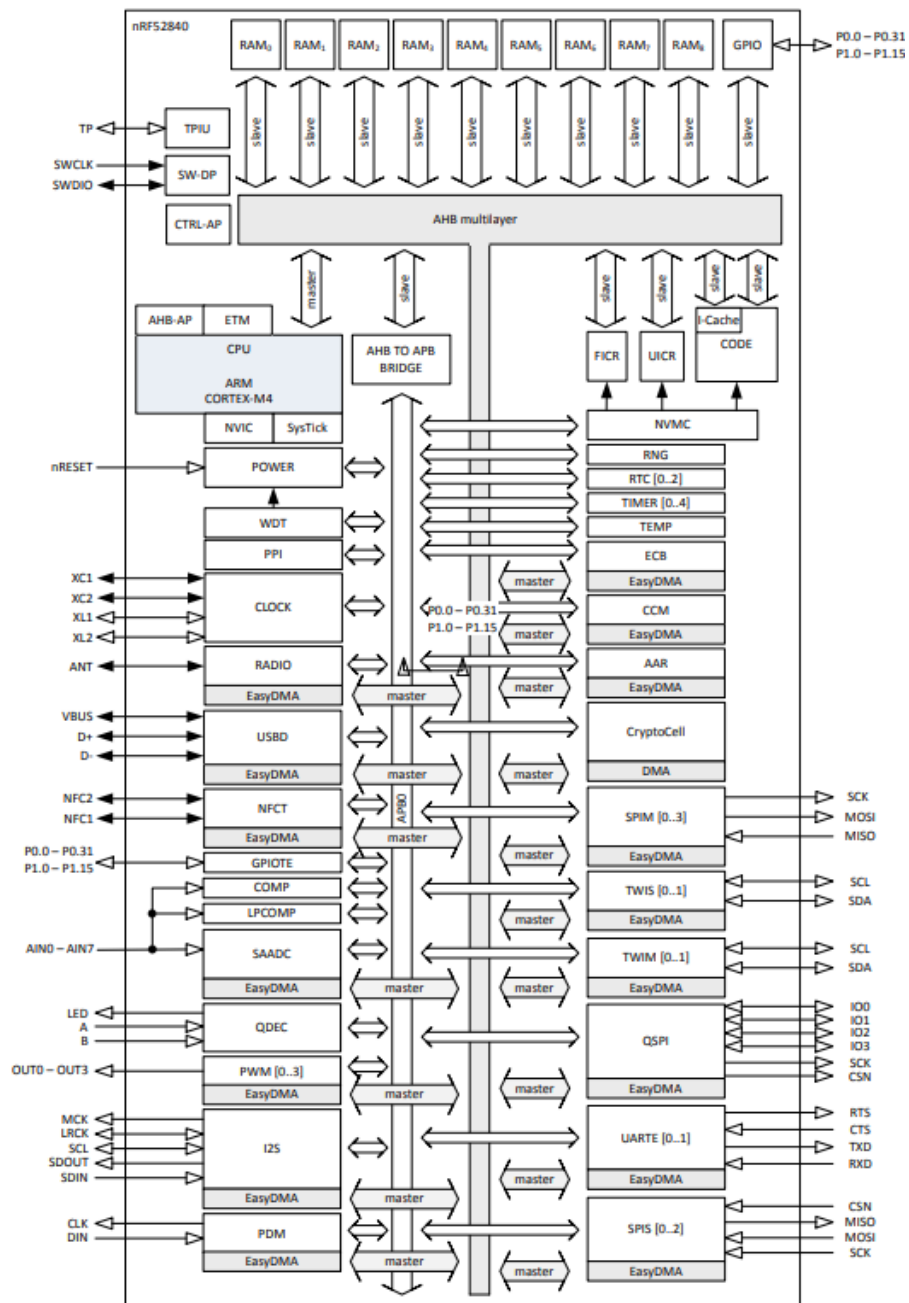 nRF52840
RAM0 RAM1 RAM2 RAM3 RAM4 RAM5 RAM6 RAM7 RAM8 GPIO
P0.0 – P0.31
P1.0 – P1.15
slave slave slave slave slave slave slave slave slave slave
TP TPIU
SWCLK
SWDIO
SW-DP
CTRL-AP
AHB multilayer
master slave slave slave slave slave
AHB-AP ETM
CPU
ARM
CORTEX-M4
NVIC SysTick
AHB TO APB
BRIDGE
FICR UICR I-Cache
CODE
NVMC
nRESET POWER
WDT
PPI
XC1
XC2
XL1
XL2
CLOCK
ANT RADIO
EasyDMA master
VBUS
D+
D-
USBD
EasyDMA master
NFC2
NFC1
NFCT
EasyDMA master
P0.0 – P0.31
P1.0 – P1.15
GPIOTE
COMP
LPCOMP
AIN0 – AIN7 SAADC
EasyDMA master
LED
A
B
QDEC
OUT0 – OUT3 PWM [0..3]
EasyDMA master
MCK
LRCK
SCL
SDOUT
SDIN
I2S
EasyDMA master
CLK
DIN
PDM
EasyDMA master
APB0
P0.0 – P0.31
P1.0 – P1.15
RNG
RTC [0..2]
TIMER [0..4]
TEMP
ECB
master EasyDMA
CCM
master EasyDMA
AAR
master EasyDMA
CryptoCell
master DMA
SPIM [0..3]
SCK
MOSI
MISO
master EasyDMA
TWIS [0..1]
SCL
SDA
master EasyDMA
TWIM [0..1]
SCL
SDA
master EasyDMA
QSPI
IO0
IO1
IO2
IO3
SCK
CSN
master EasyDMA
UARTE [0..1]
RTS
CTS
TXD
RXD
master EasyDMA
SPIS [0..2]
CSN
MISO
MOSI
SCK
master EasyDMA